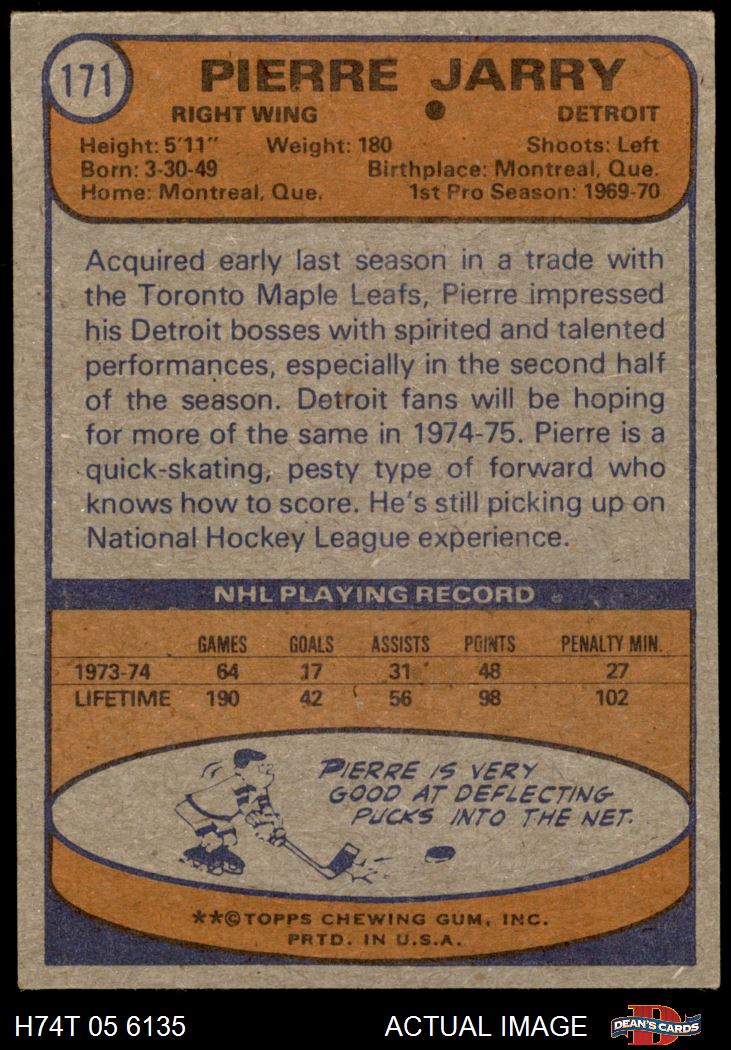 171
PIERRE JARRY
RIGHT WING • DETROIT
Height: 5'11" Weight: 180 Shoots: Left
Born: 3-30-49 Birthplace: Montreal, Que.
Home: Montreal, Que. 1st Pro Season: 1969-70
Acquired early last season in a trade with
the Toronto Maple Leafs, Pierre impressed
his Detroit bosses with spirited and talented
performances, especially in the second half
of the season. Detroit fans will be hoping
for more of the same in 1974-75. Pierre is a
quick-skating, pesty type of forward who
knows how to score. He's still picking up on
National Hockey League experience.
NHL PLAYING RECORD
GAMES GOALS ASSISTS POINTS PENALTY MIN.
1973-74 64 17 31 48 27
LIFETIME 190 42 56 98 102
PIERRE IS VERY
GOOD AT DEFLECTING
PUCKS INTO THE NET.
**©TOPPS CHEWING GUM, INC.
PRTD. IN U.S.A.
H74T 05 6135 ACTUAL IMAGE DEAN'S CARDS